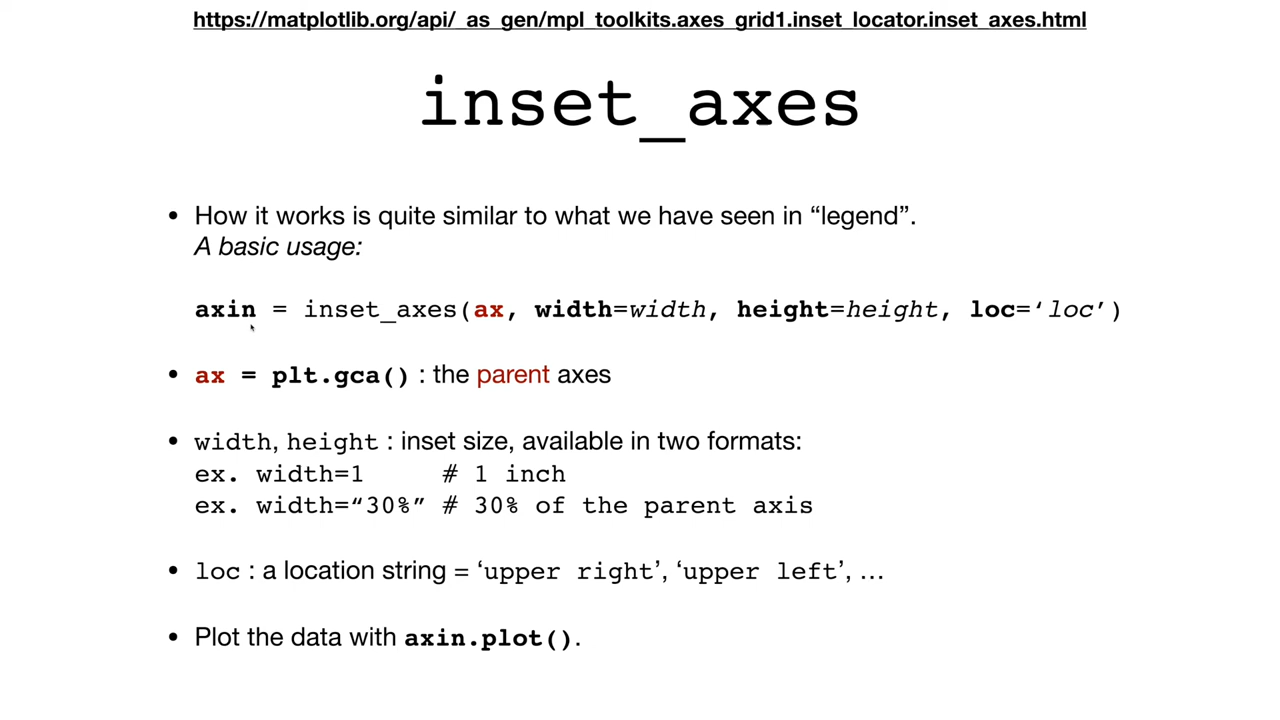 https://matplotlib.org/api/_as_gen/mpl_toolkits.axes_grid1.inset_locator.inset_axes.html
inset_axes
• How it works is quite similar to what we have seen in “legend”.
A basic usage:
axin = inset_axes(ax, width=width, height=height, loc=‘loc’)
• ax = plt.gca() : the parent axes
• width, height : inset size, available in two formats:
ex. width=1 # 1 inch
ex. width=“30%” # 30% of the parent axis
• loc : a location string = ‘upper right’, ‘upper left’, …
• Plot the data with axin.plot().